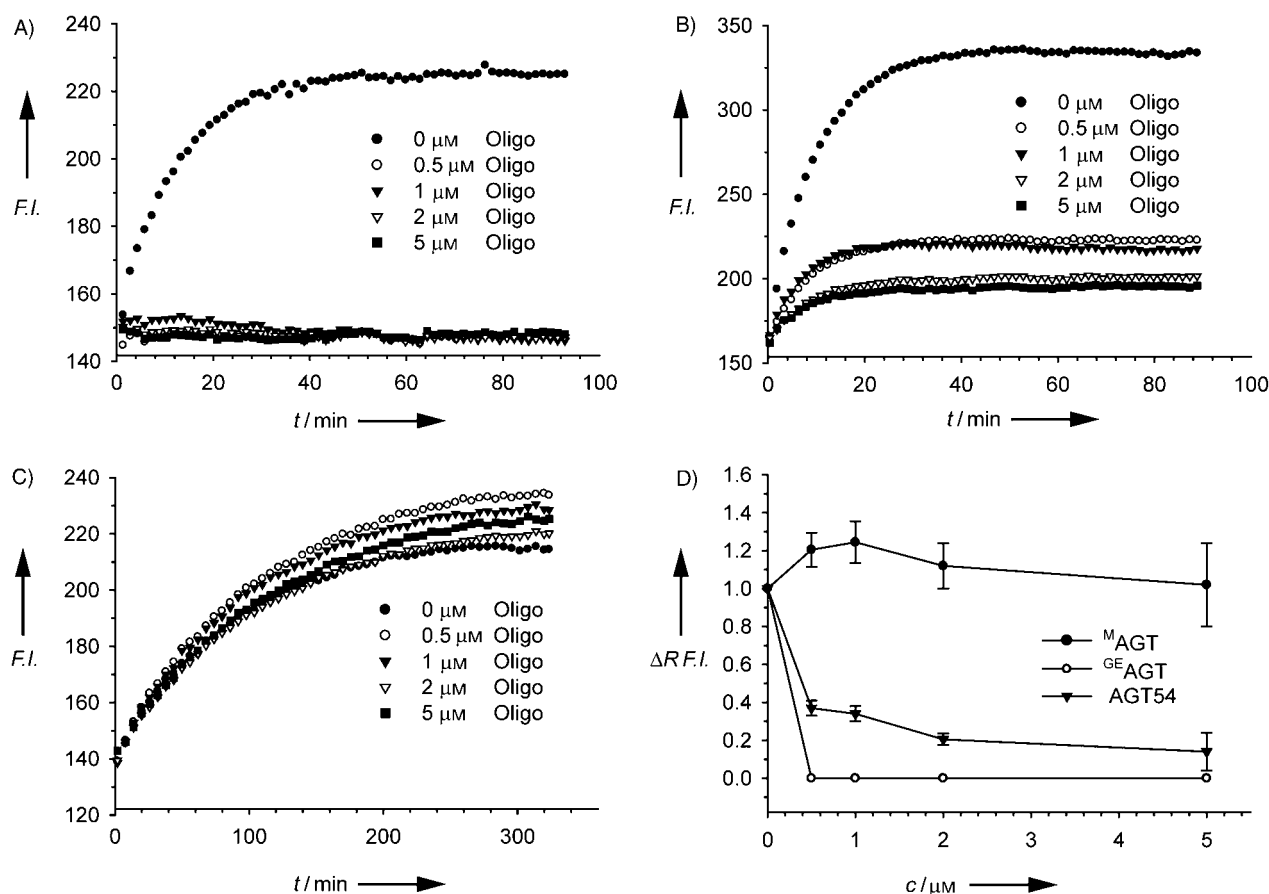 A)
240
220
200
180
160
140
F.I.
0 μM Oligo
0.5 μM Oligo
1 μM Oligo
2 μM Oligo
5 μM Oligo
0 20 40 60 80 100
t / min
B)
350
300
250
200
150
F.I.
0 μM Oligo
0.5 μM Oligo
1 μM Oligo
2 μM Oligo
5 μM Oligo
0 20 40 60 80 100
t / min
C)
240
220
200
180
160
140
120
F.I.
0 μM Oligo
0.5 μM Oligo
1 μM Oligo
2 μM Oligo
5 μM Oligo
0 100 200 300
t / min
D)
1.6
1.4
1.2
1.0
0.8
0.6
0.4
0.2
0.0
ΔR F.I.
ᴹAGT
ᴳᴱAGT
AGT54
0 1 2 3 4 5
c / μM